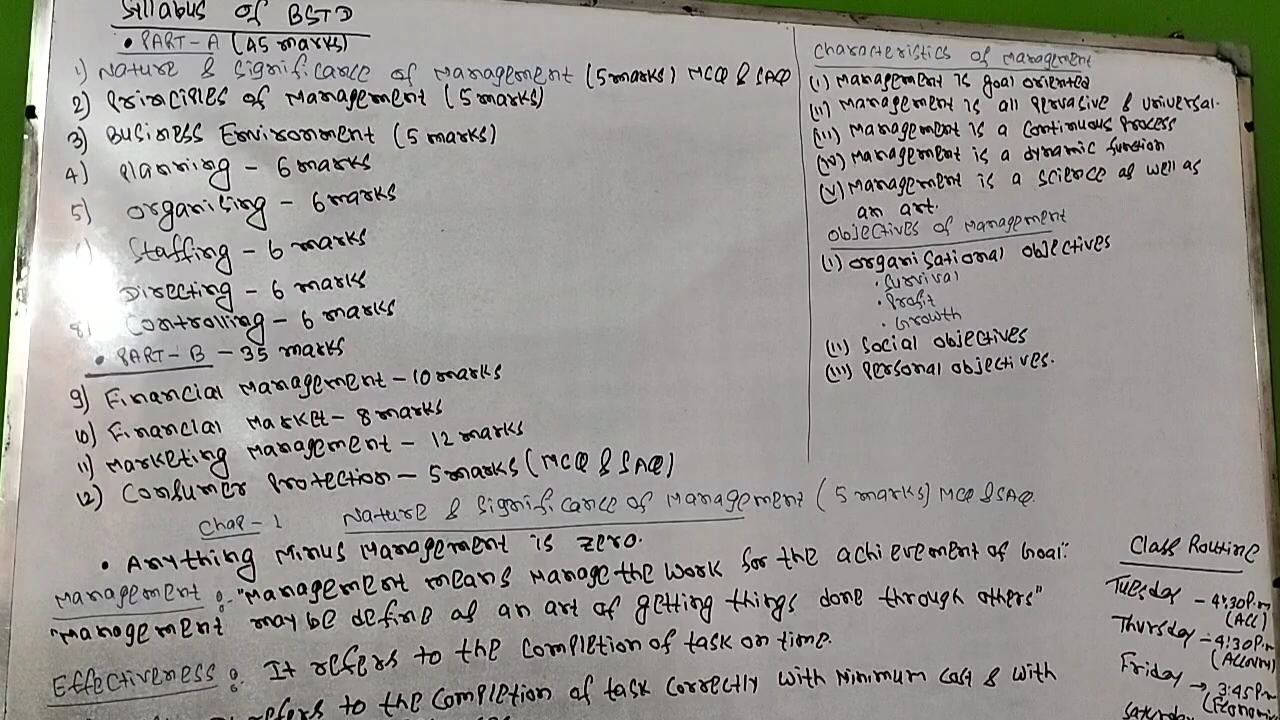 Syllabus of BSTD
• PART-A (45 marks)
1) Nature & Significance of Management (5 marks) MCQ & SAQ
2) Principles of Management (5 marks)
3) Business Environment (5 marks)
4) Planning - 6 marks
5) Organising - 6 marks
Staffing - 6 marks
Directing - 6 marks
8) Controlling - 6 marks
• PART-B - 35 marks
9) Financial Management - 10 marks
10) Financial Market - 8 marks
11) Marketing Management - 12 marks
12) Consumer Protection - 5 marks (MCQ & SAQ)
Characteristics of Management
(i) Management is goal oriented
(ii) Management is all pervasive & universal.
(iii) Management is a continuous process
(iv) Management is a dynamic function
(v) Management is a science as well as
an art.
Objectives of Management
(i) Organisational objectives
• Survival
• Profit
• Growth
(ii) Social objectives
(iii) Personal objectives.
Chap-1 Nature & Significance of Management (5 marks) MCQ & SAQ
• Anything minus Management is zero.
Management :- "Management means Manage the work for the achievement of Goal".
"Management may be define as an art of getting things done through others"
Effectiveness :- It refers to the completion of task on time.
refers to the completion of task correctly with minimum cost & with
Class Routine
Tuesday - 4:30 P.m
(ACC)
Thursday - 4:30 P.m
Friday → 3:45 P.m
Saturday